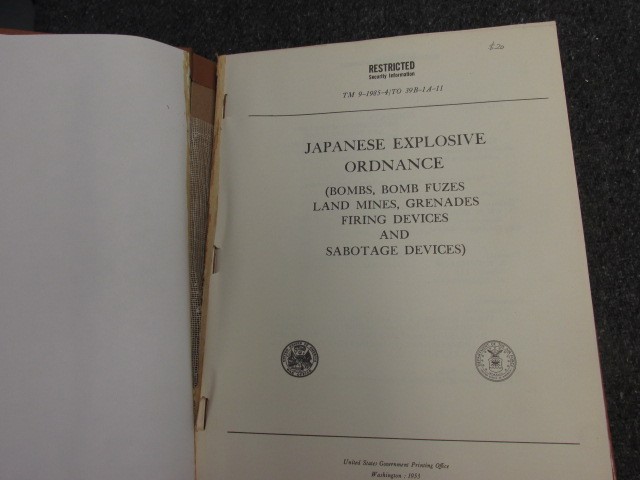 $20
RESTRICTED
Security Information
TM 9-1985-4/TO 39B-1A-11
JAPANESE EXPLOSIVE
ORDNANCE
(BOMBS, BOMB FUZES
LAND MINES, GRENADES
FIRING DEVICES
AND
SABOTAGE DEVICES)
United States Government Printing Office
Washington : 1953